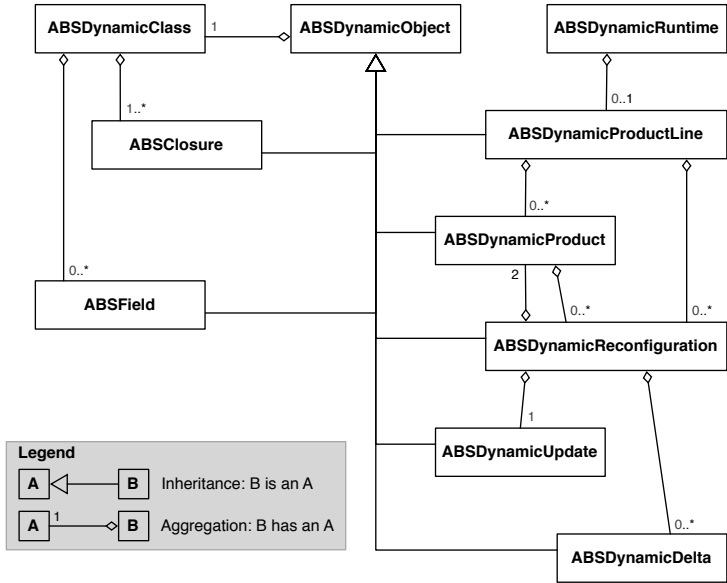 ABSDynamicClass
1
ABSDynamicObject
ABSDynamicRuntime
1..*
0..1
ABSClosure
ABSDynamicProductLine
0..*
ABSDynamicProduct
0..*
2
ABSField
0..*
0..*
ABSDynamicReconfiguration
1
ABSDynamicUpdate
0..*
ABSDynamicDelta
Legend
A
B
Inheritance: B is an A
A
1
B
Aggregation: B has an A